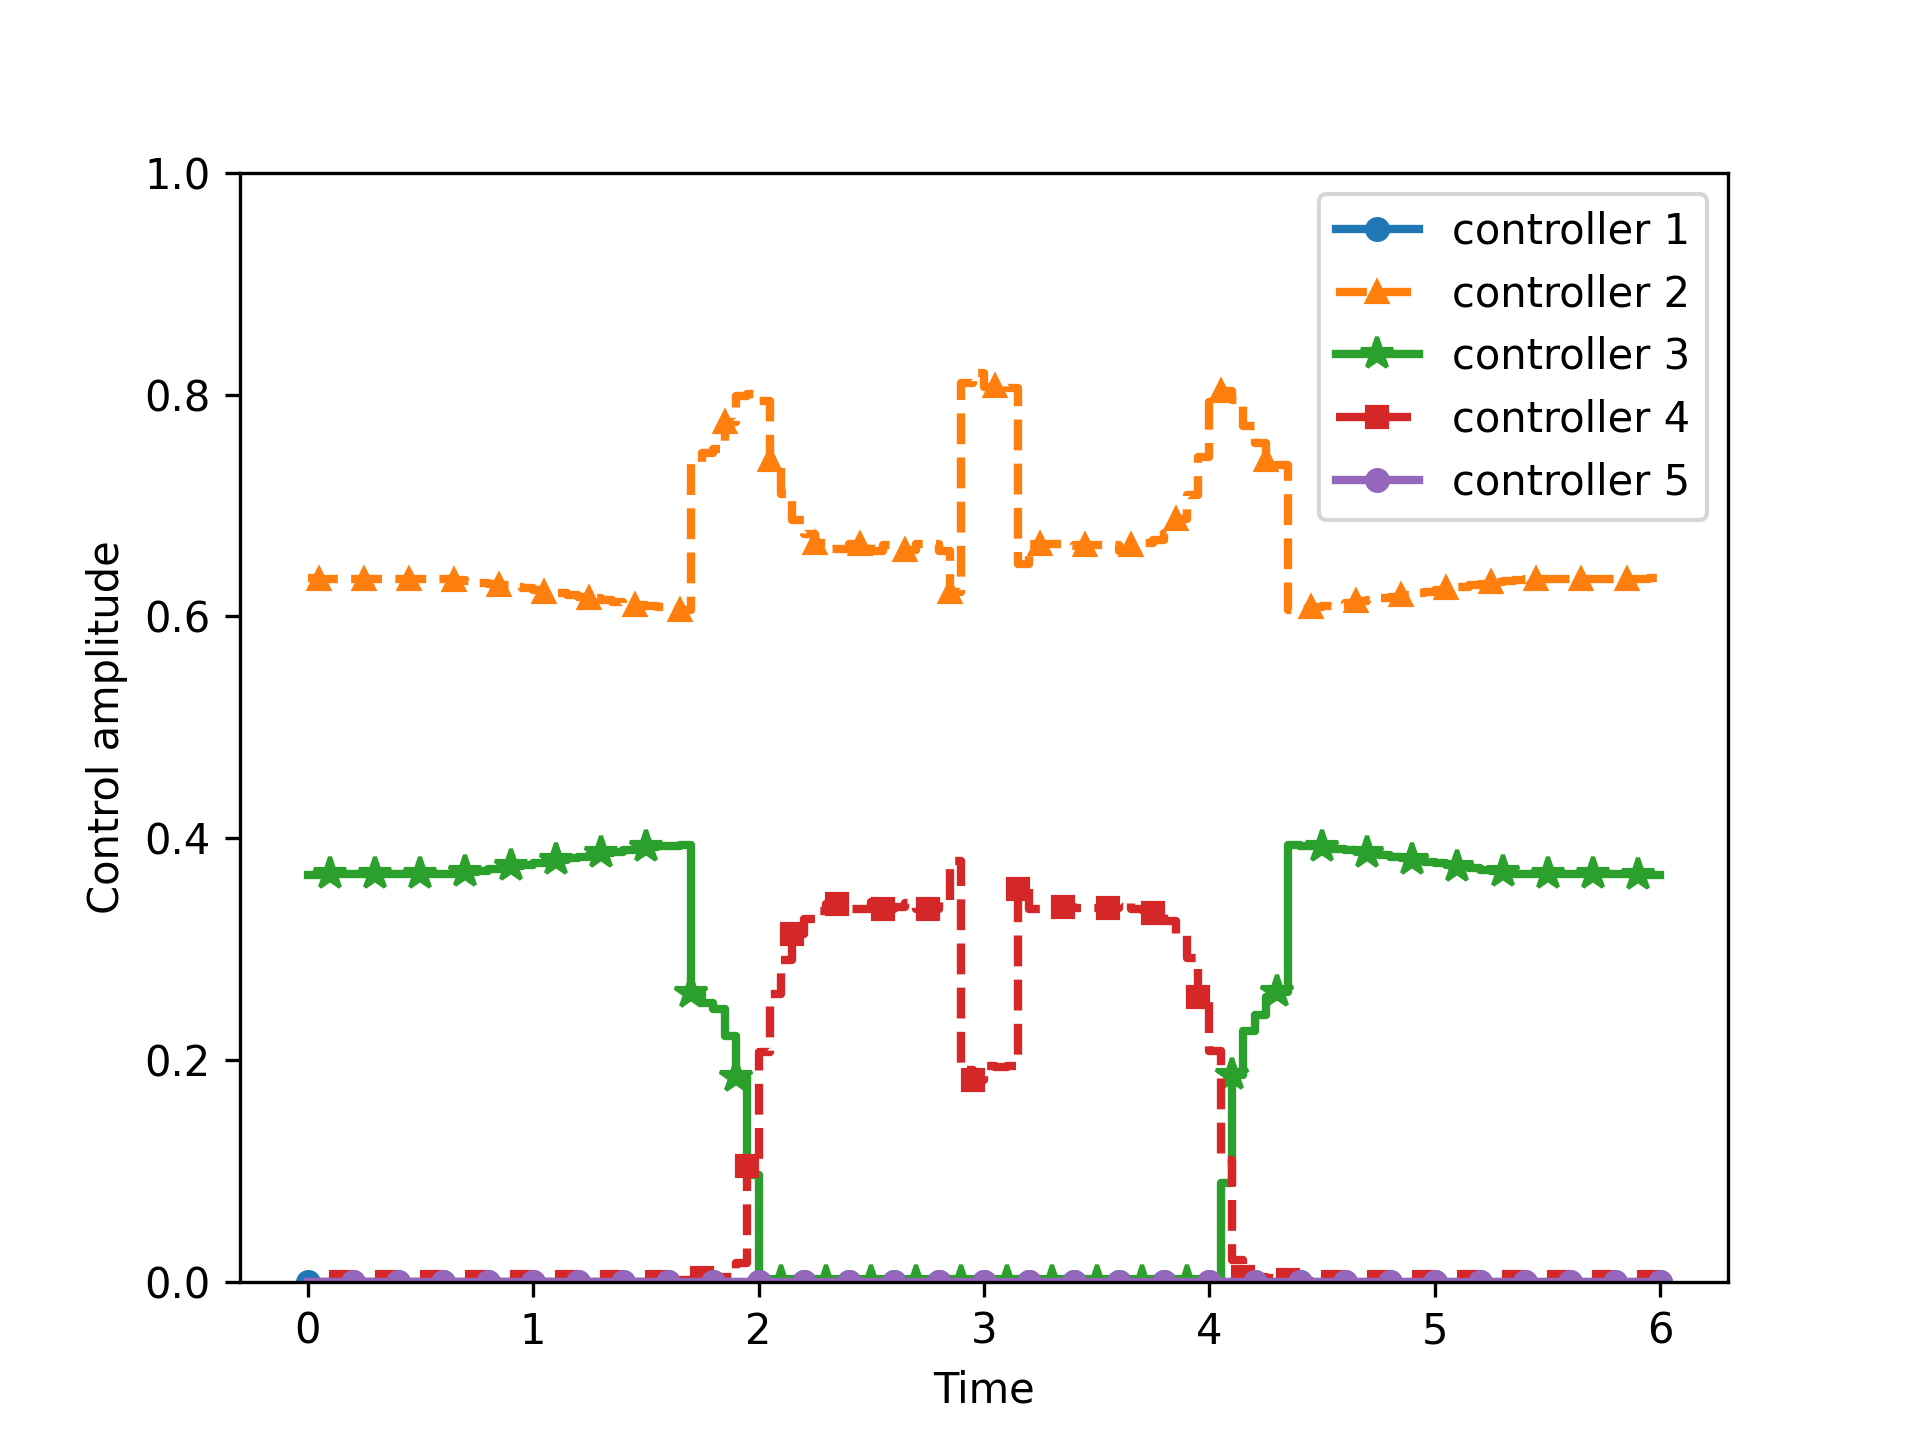 1.0
0.8
0.6
0.4
0.2
0.0
Control amplitude
controller 1
controller 2
controller 3
controller 4
controller 5
0 1 2 3 4 5 6
Time